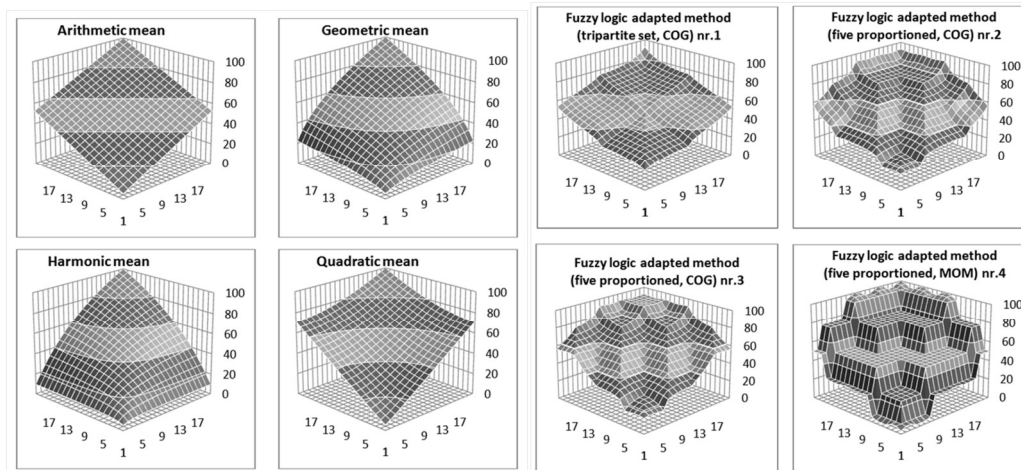 Arithmetic mean
100
80
60
40
20
0
17 13 9 5 1 5 9 13 17
Geometric mean
100
80
60
40
20
0
17 13 9 5 1 5 9 13 17
Fuzzy logic adapted method
(tripartite set, COG) nr.1
100
80
60
40
20
0
17 13 9 5 1 5 9 13 17
Fuzzy logic adapted method
(five proportioned, COG) nr.2
100
80
60
40
20
0
17 13 9 5 1 5 9 13 17
Harmonic mean
100
80
60
40
20
0
17 13 9 5 1 5 9 13 17
Quadratic mean
100
80
60
40
20
0
17 13 9 5 1 5 9 13 17
Fuzzy logic adapted method
(five proportioned, COG) nr.3
100
80
60
40
20
0
17 13 9 5 1 5 9 13 17
Fuzzy logic adapted method
(five proportioned, MOM) nr.4
100
80
60
40
20
0
17 13 9 5 1 5 9 13 17